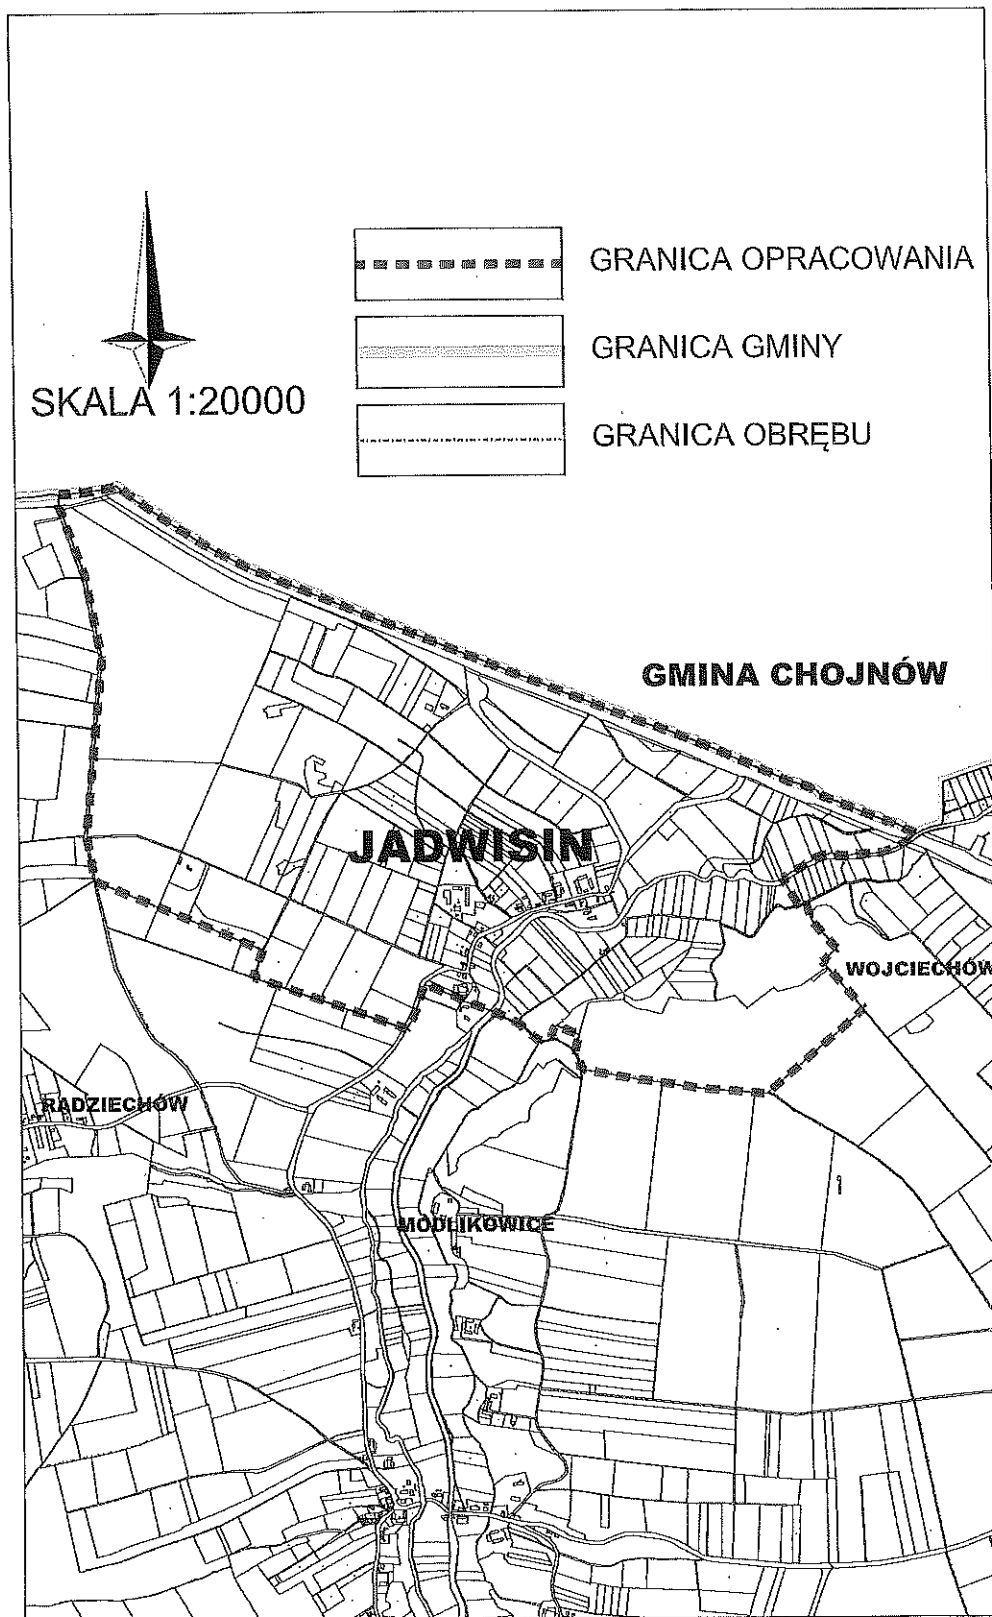 GRANICA OPRACOWANIA
GRANICA GMINY
SKALA 1:20000
GRANICA OBRĘBU
GMINA CHOJNÓW
JADWISIN
WOJCIECHÓW
RADZIECHÓW
MODLIKOWICE